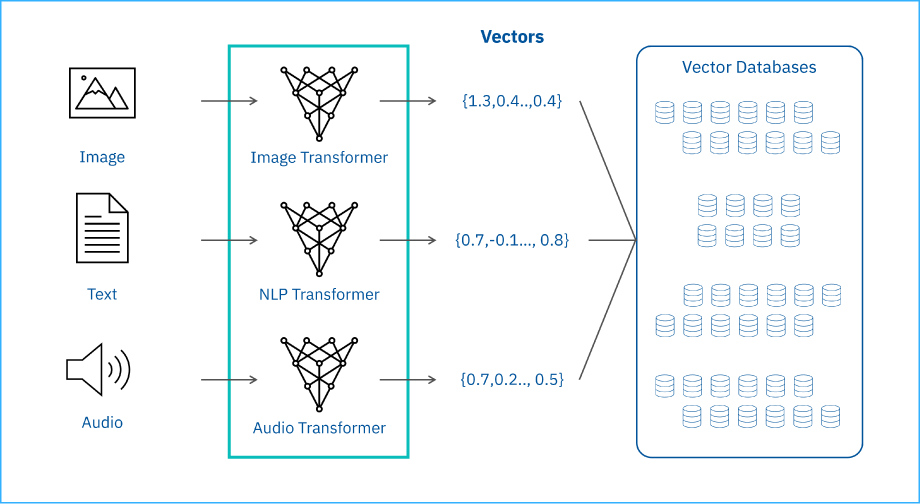 Vectors
Vector Databases
{1.3,0.4..,0.4}
Image
Image Transformer
{0.7,-0.1..., 0.8}
Text
NLP Transformer
{0.7,0.2.., 0.5}
Audio
Audio Transformer